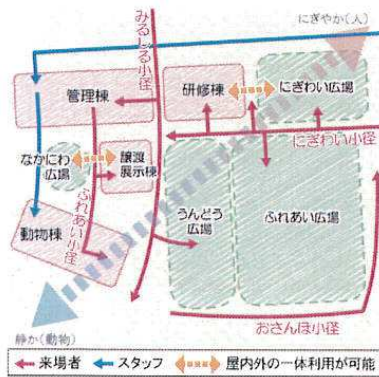 にぎやか(人)
みるしる小径
管理棟
研修棟
にぎわい広場
にぎわい小径
なかにわ
広場
譲渡
展示棟
ふれあい小径
うんどう
広場
ふれあい広場
動物棟
静か(動物)
おさんぽ小径
来場者
スタッフ
屋内外の一体利用が可能